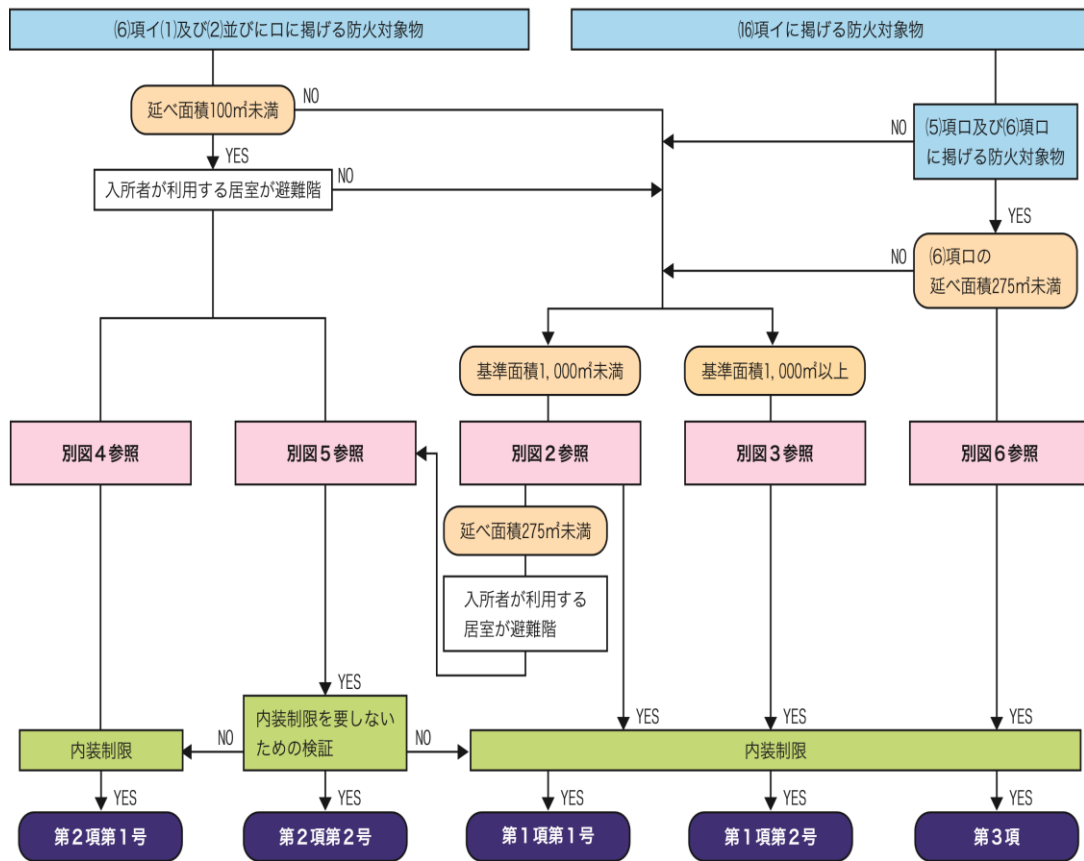 ⑹項イ⑴及び⑵並びにロに掲げる防火対象物
⒃項イに掲げる防火対象物
延べ面積100㎡未満
NO
YES
NO
⑸項ロ及び⑹項ロ
に掲げる防火対象物
入所者が利用する居室が避難階
NO
YES
NO
⑹項ロの
延べ面積275㎡未満
基準面積1,000㎡未満
基準面積1,000㎡以上
別図4参照
別図5参照
別図2参照
別図3参照
別図6参照
延べ面積275㎡未満
入所者が利用する
居室が避難階
YES
YES
YES
YES
内装制限
NO
内装制限を要しない
ための検証
NO
内装制限
YES
YES
YES
YES
YES
第2項第1号
第2項第2号
第1項第1号
第1項第2号
第3項